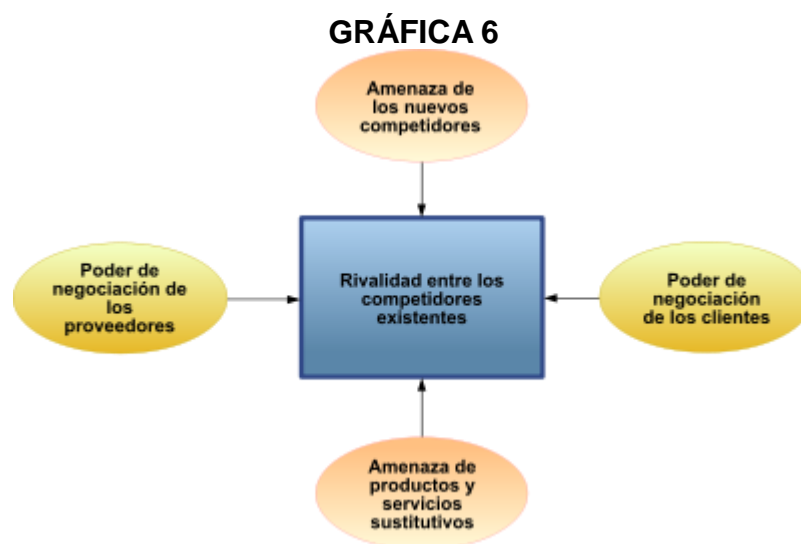 GRÁFICA 6
Amenaza de
los nuevos
competidores
Poder de
negociación de
los
proveedores
Rivalidad entre los
competidores
existentes
Poder de
negociación
de los clientes
Amenaza de
productos y
servicios
sustitutivos